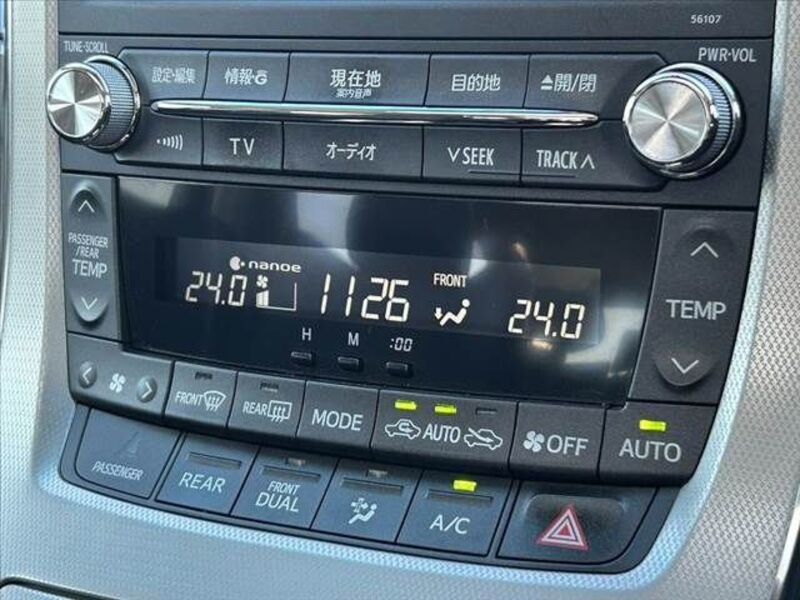 56107
TUNE·SCROLL
PWR·VOL
設定・編集
情報·G
現在地
案内音声
目的地
⏏開/閉
TV
オーディオ
∨SEEK
TRACK∧
PASSENGER
/REAR
TEMP
nanoe
24.0
1126
FRONT
24.0
TEMP
H
M
:00
FRONT
REAR
MODE
AUTO
OFF
AUTO
PASSENGER
REAR
FRONT
DUAL
A/C